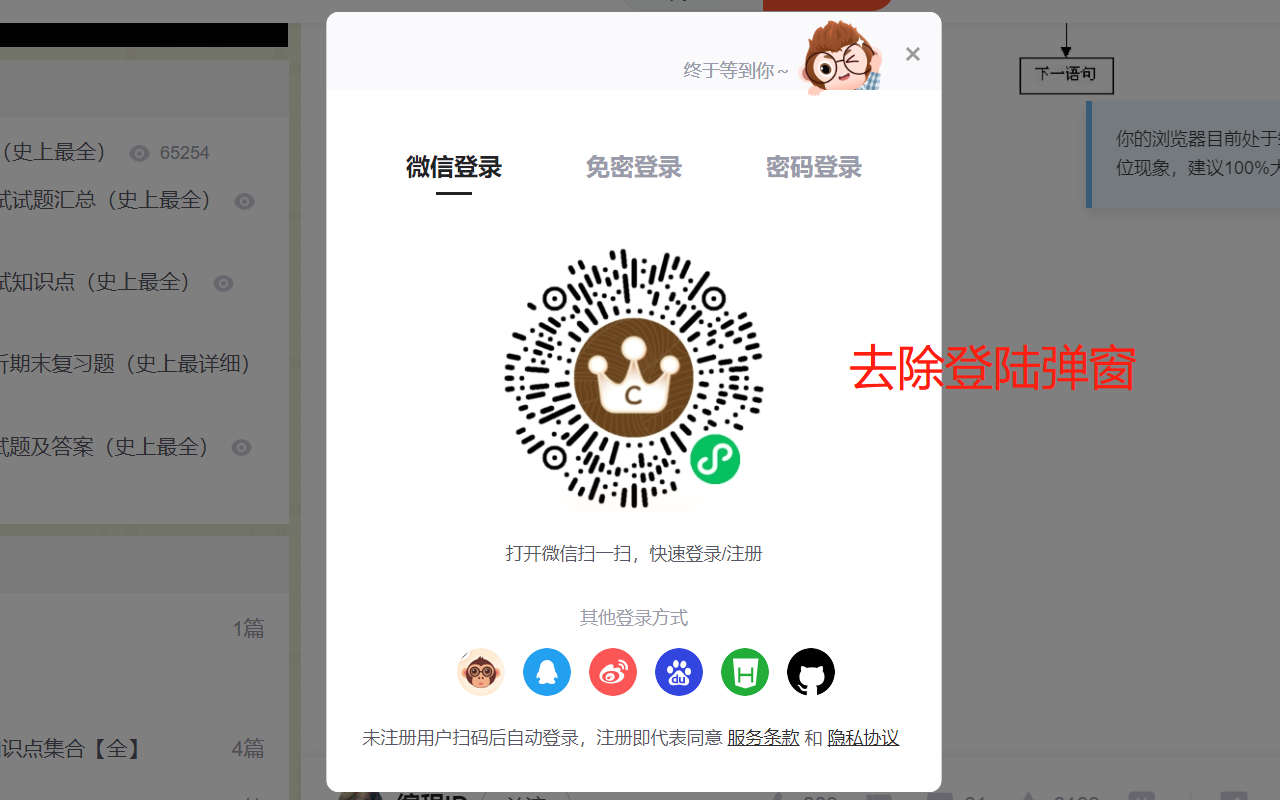 终于等到你~
×
下一语句
你的浏览器目前处于
位现象，建议100%大
（史上最全） 65254
试题汇总（史上最全）
试知识点（史上最全）
期末复习题（史上最详细）
试题及答案（史上最全）
微信登录 免密登录 密码登录
C
去除登陆弹窗
打开微信扫一扫，快速登录/注册
其他登录方式
du
H
1篇
识点集合【全】 4篇
未注册用户扫码后自动登录，注册即代表同意 服务条款 和 隐私协议